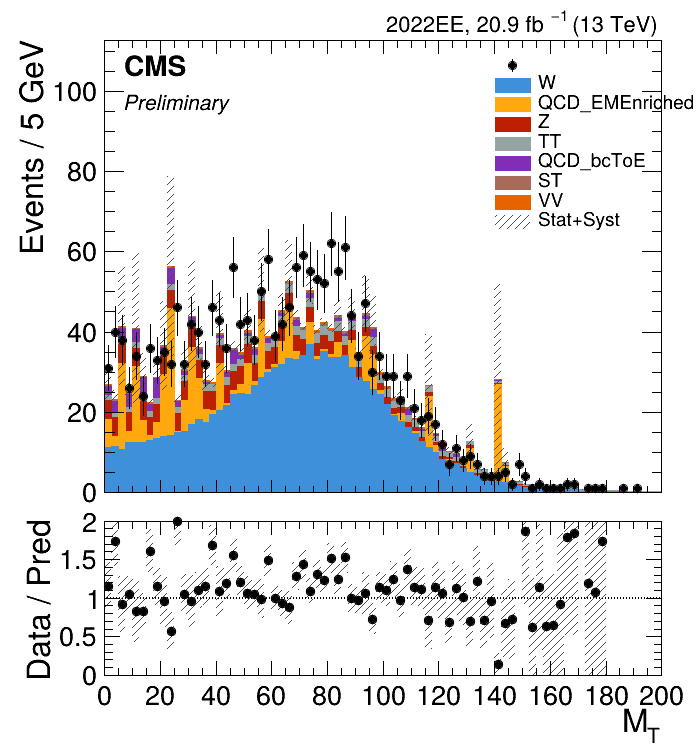 2022EE, 20.9 fb⁻¹ (13 TeV)
CMS
Preliminary
W
QCD_EMEnrighed
Z
TT
QCD_bcToE
ST
VV
Stat+Syst
Events / 5 GeV
100
80
60
40
20
0
Data / Pred
2
1.5
1
0.5
0
0 20 40 60 80 100 120 140 160 180 200
M_T